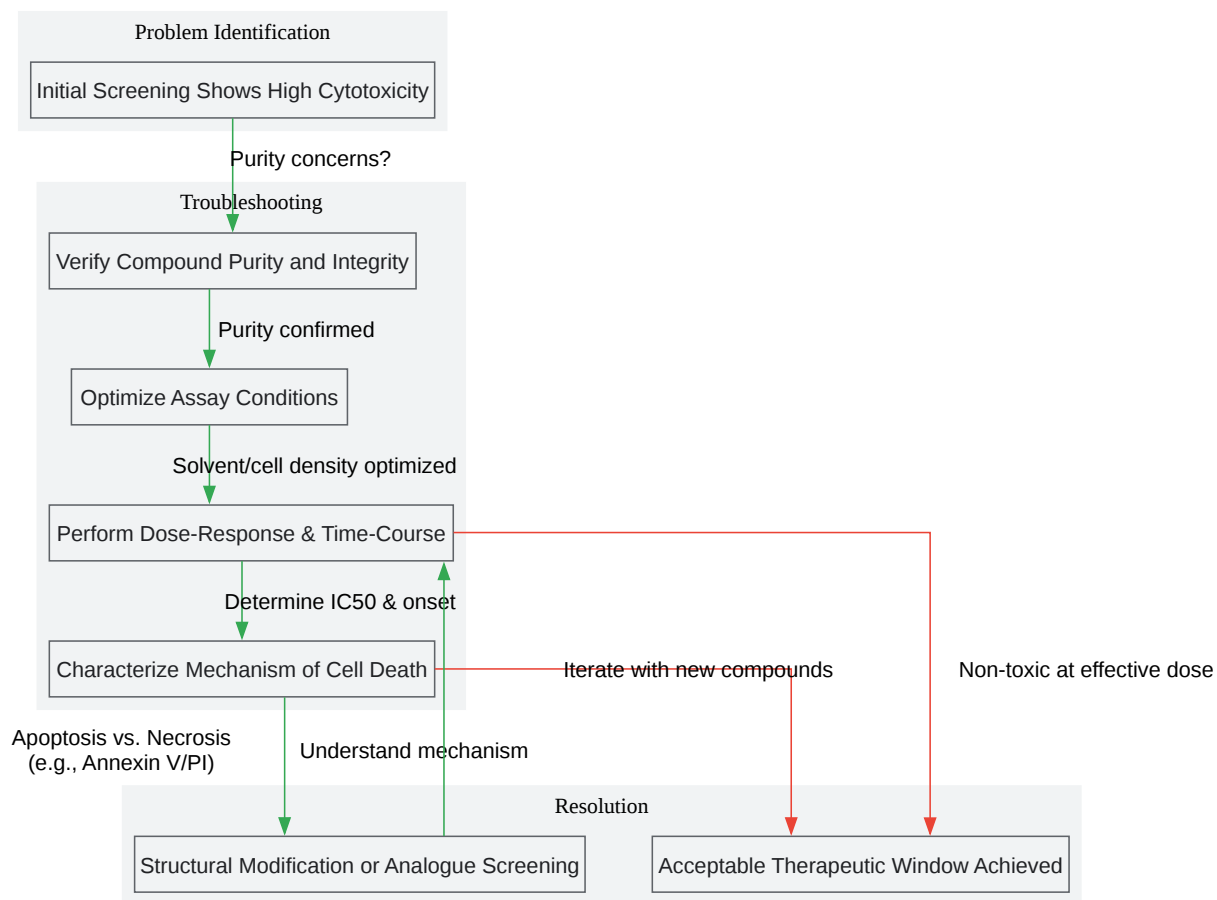 Problem Identification
Initial Screening Shows High Cytotoxicity
Purity concerns?
Troubleshooting
Verify Compound Purity and Integrity
Purity confirmed
Optimize Assay Conditions
Solvent/cell density optimized
Perform Dose-Response & Time-Course
Determine IC50 & onset
Characterize Mechanism of Cell Death
Iterate with new compounds
Non-toxic at effective dose
Apoptosis vs. Necrosis
(e.g., Annexin V/PI)
Understand mechanism
Resolution
Structural Modification or Analogue Screening
Acceptable Therapeutic Window Achieved